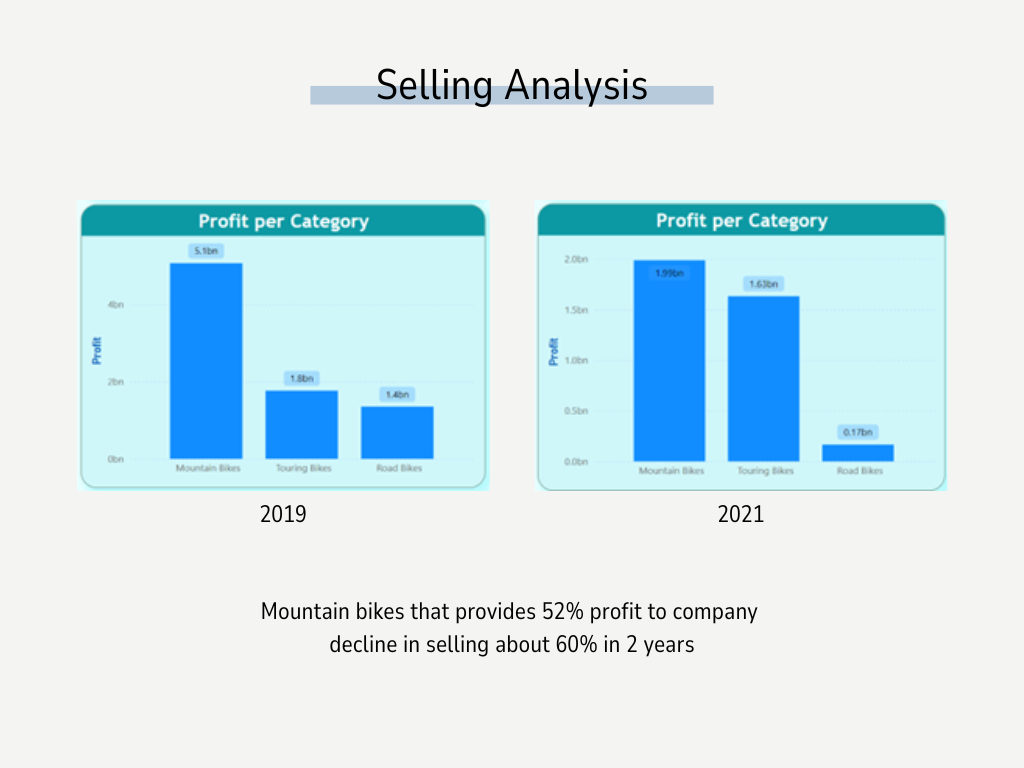 Selling Analysis
Profit per Category
5.1bn
4bn
1.8bn
2bn
1.4bn
Profit
0bn
Mountain Bikes Touring Bikes Road Bikes
2019
Profit per Category
2.0bn
1.99bn
1.63bn
1.5bn
Profit
1.0bn
0.5bn
0.17bn
0.0bn
Mountain Bikes Touring Bikes Road Bikes
2021
Mountain bikes that provides 52% profit to company
decline in selling about 60% in 2 years